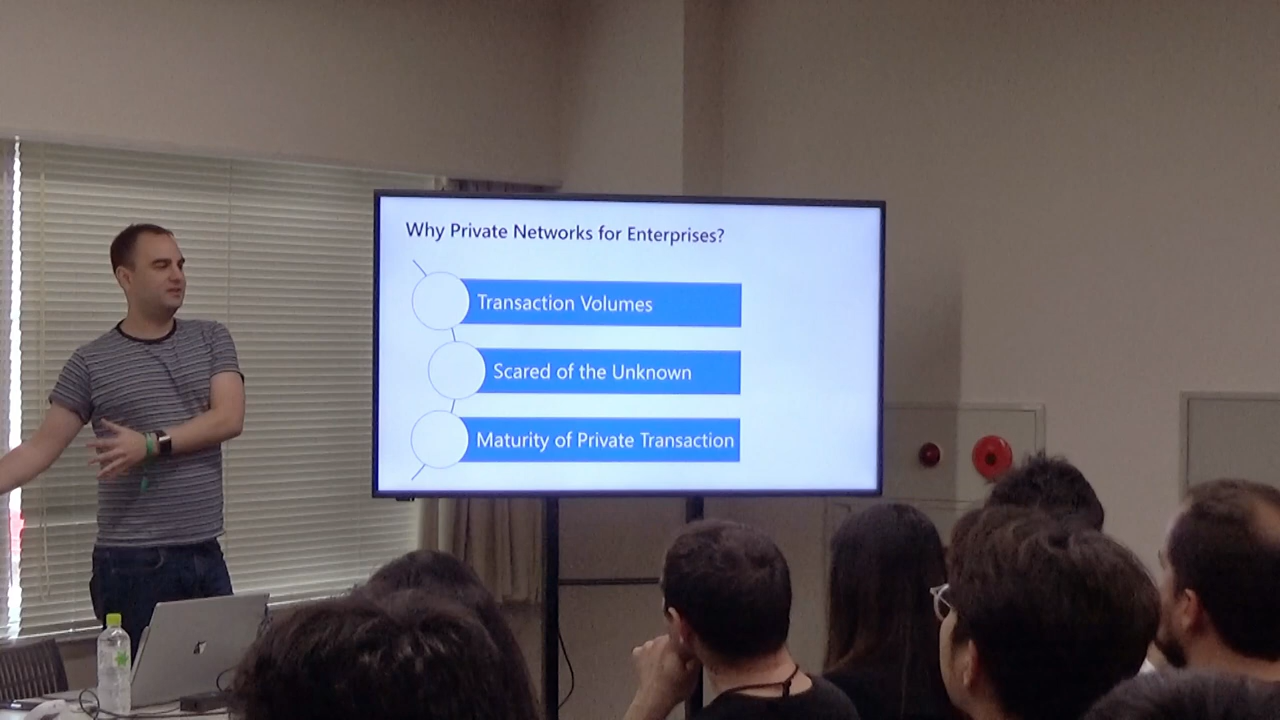 Why Private Networks for Enterprises?
Transaction Volumes
Scared of the Unknown
Maturity of Private Transaction